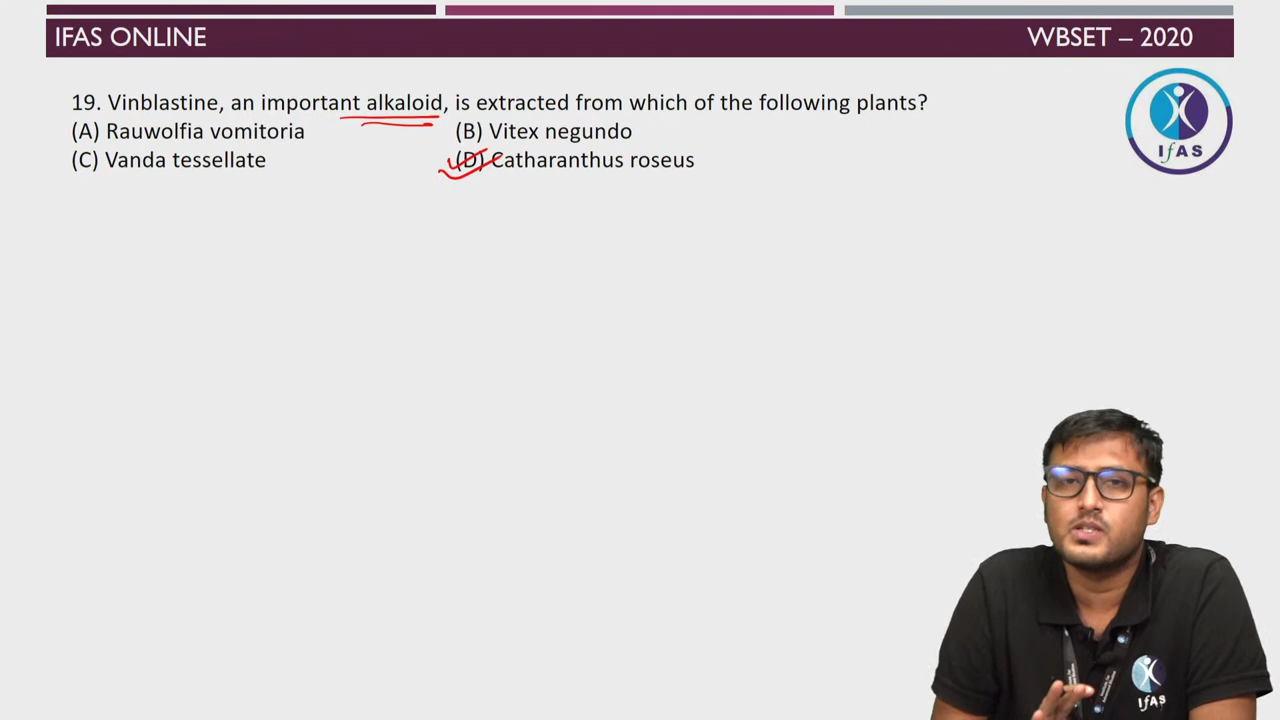 IFAS ONLINE
WBSET – 2020
19. Vinblastine, an important alkaloid, is extracted from which of the following plants?
(A) Rauwolfia vomitoria (B) Vitex negundo
(C) Vanda tessellate (D) Catharanthus roseus
IfAS
IfAS